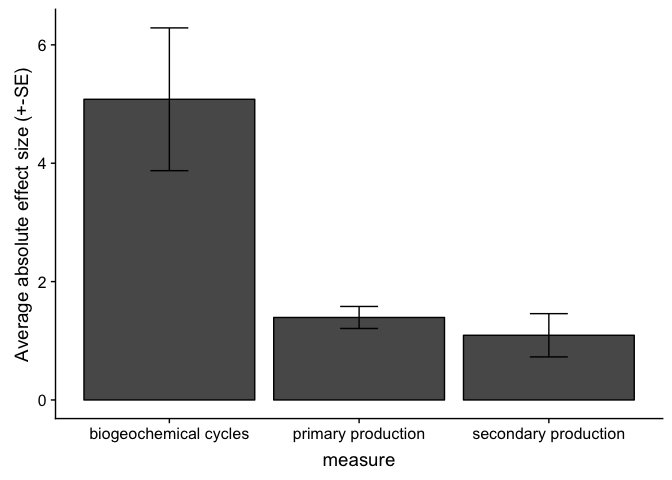 Average absolute effect size (+-SE)
6
4
2
0
biogeochemical cycles primary production secondary production
measure